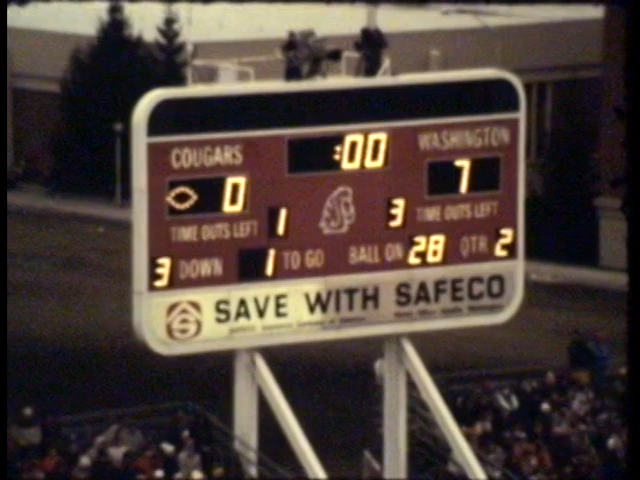 COUGARS :00 WASHINGTON
0 7
TIME OUTS LEFT 1 3 TIME OUTS LEFT
3 DOWN 1 TO GO BALL ON 28 QTR 2
SAVE WITH SAFECO